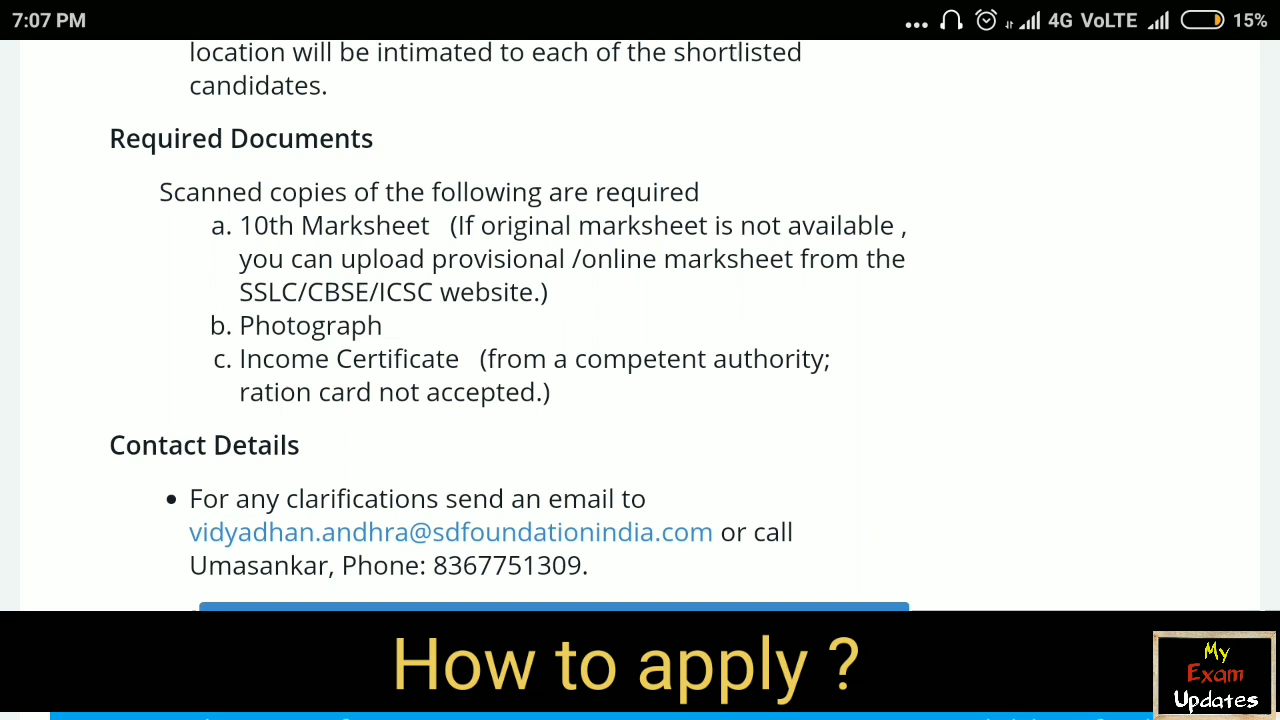 7:07 PM
... 4G VoLTE 15%
location will be intimated to each of the shortlisted
candidates.
Required Documents
Scanned copies of the following are required
a. 10th Marksheet (If original marksheet is not available ,
you can upload provisional /online marksheet from the
SSLC/CBSE/ICSC website.)
b. Photograph
c. Income Certificate (from a competent authority;
ration card not accepted.)
Contact Details
• For any clarifications send an email to
vidyadhan.andhra@sdfoundationindia.com or call
Umasankar, Phone: 8367751309.
How to apply ?
My
Exam
Updates